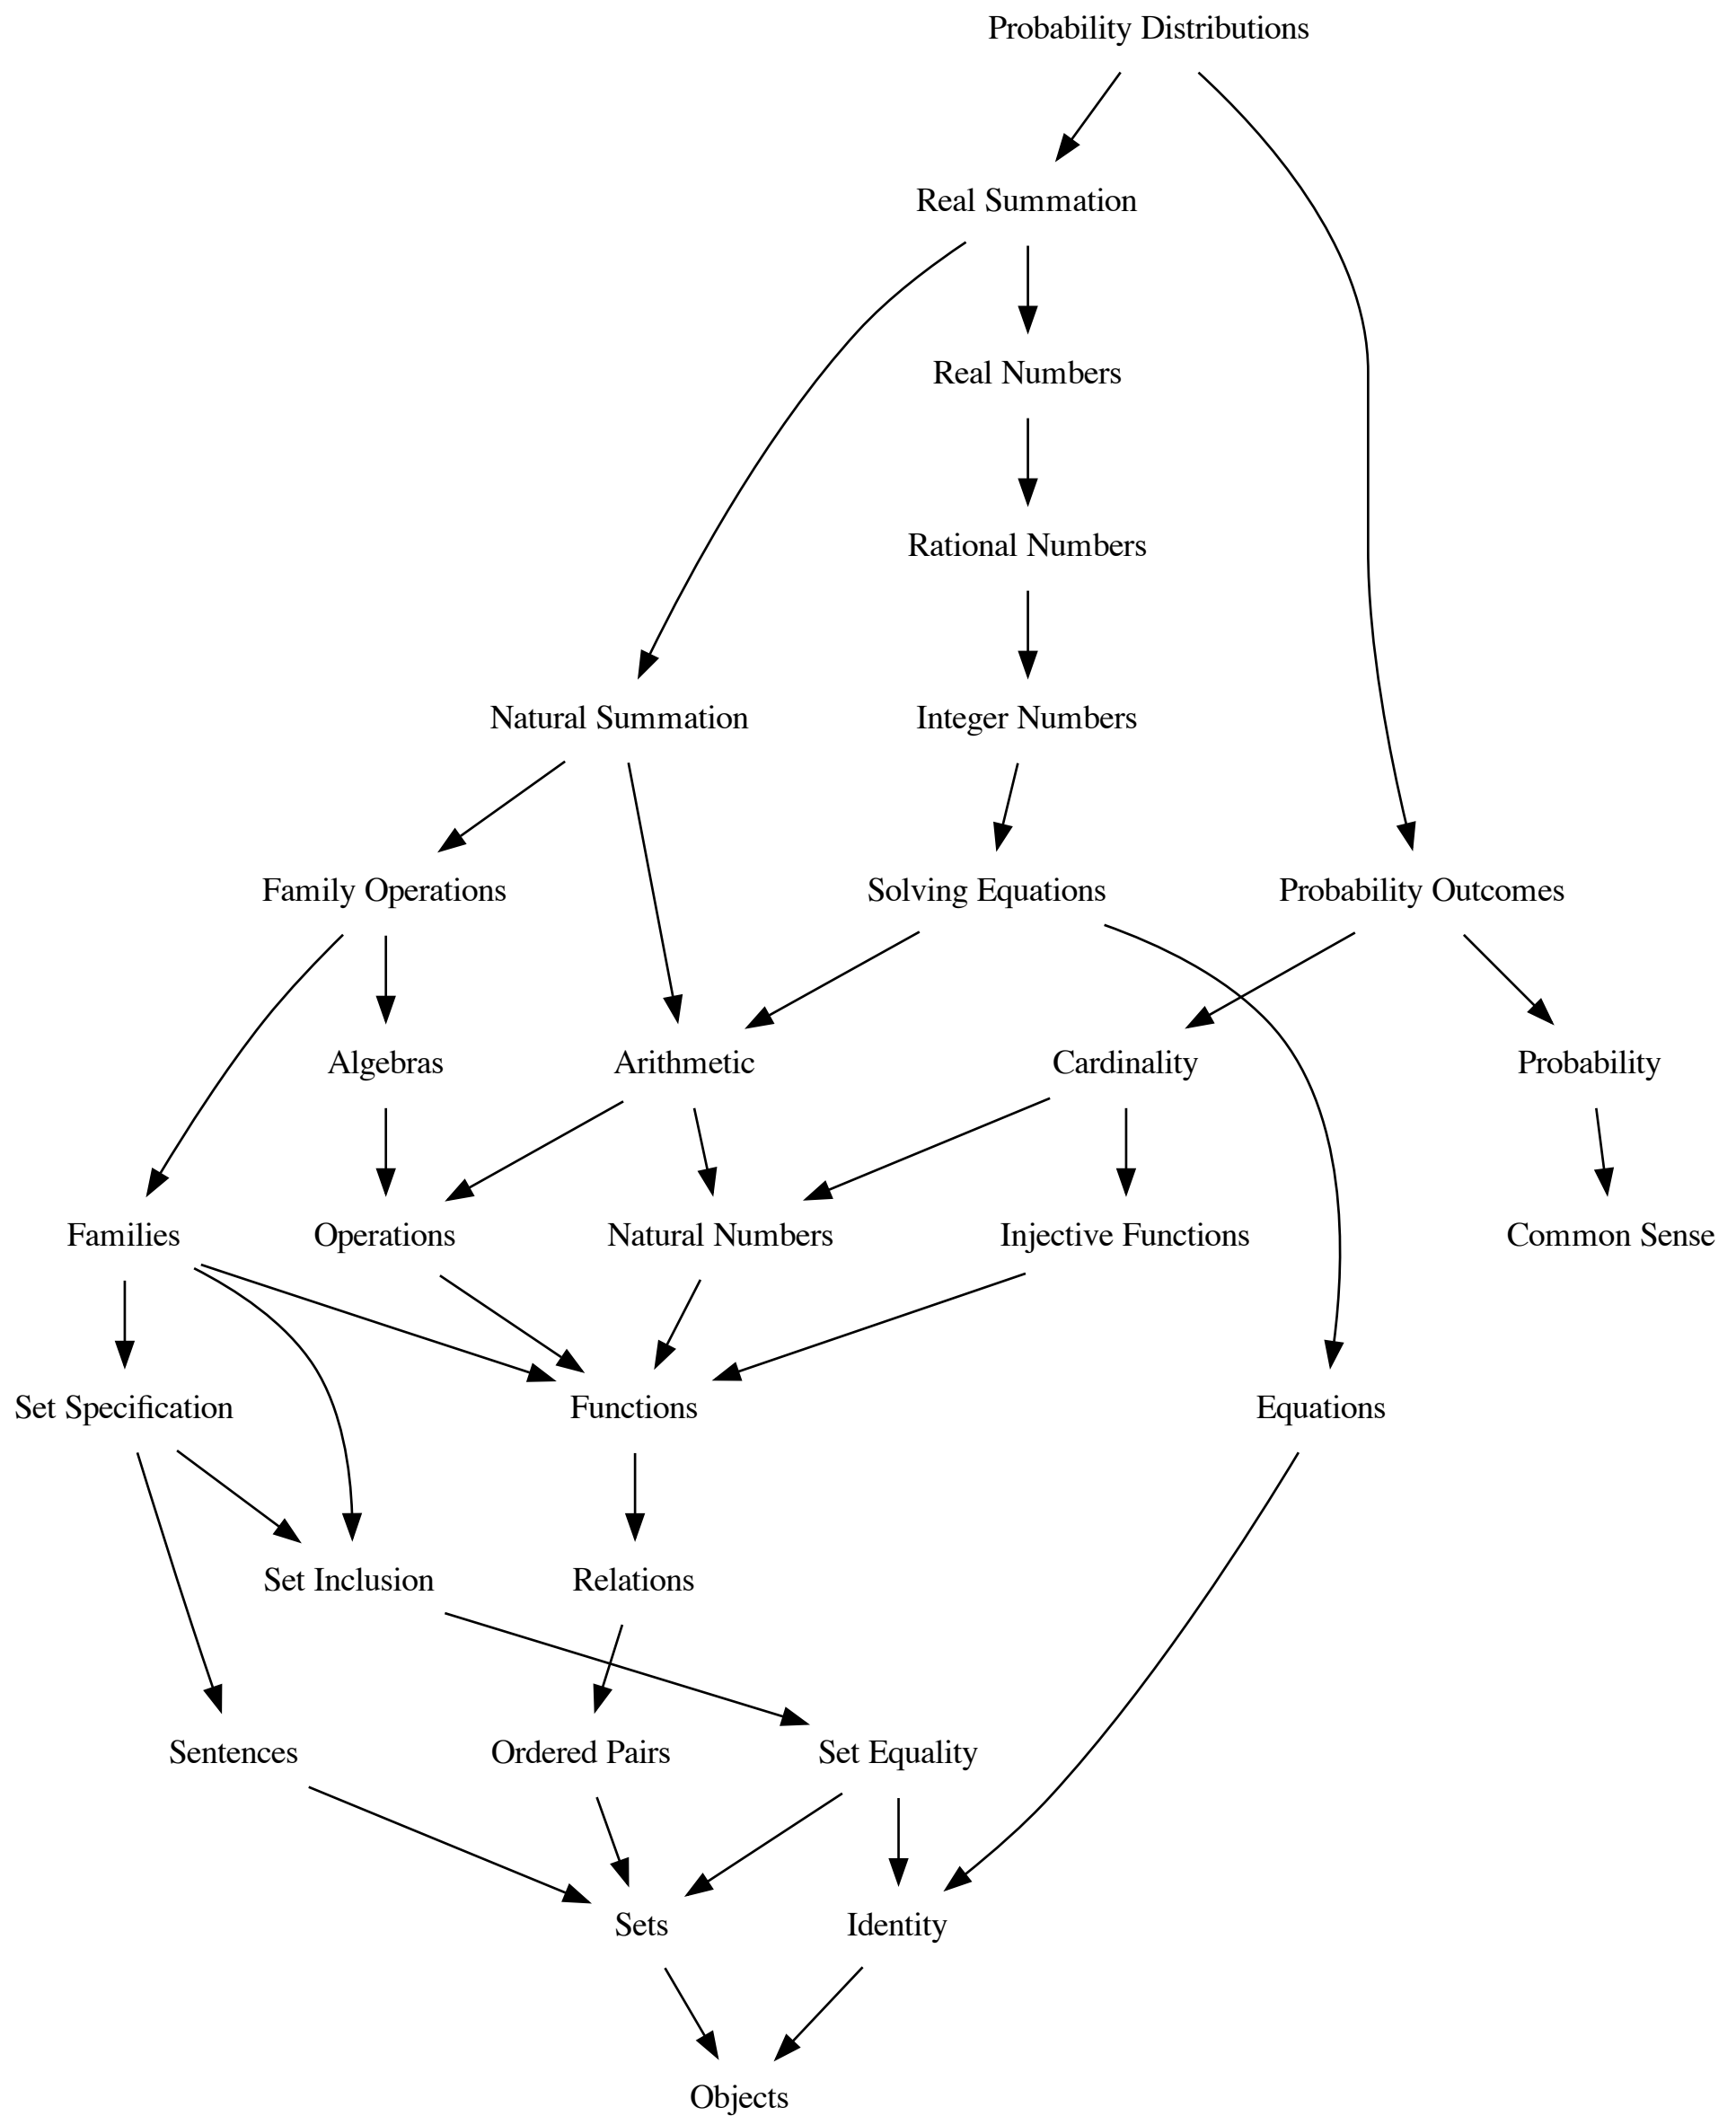 Probability Distributions
Real Summation
Real Numbers
Rational Numbers
Natural Summation
Integer Numbers
Family Operations
Solving Equations
Probability Outcomes
Algebras
Arithmetic
Cardinality
Probability
Families
Operations
Natural Numbers
Injective Functions
Common Sense
Set Specification
Functions
Equations
Set Inclusion
Relations
Sentences
Ordered Pairs
Set Equality
Sets
Identity
Objects